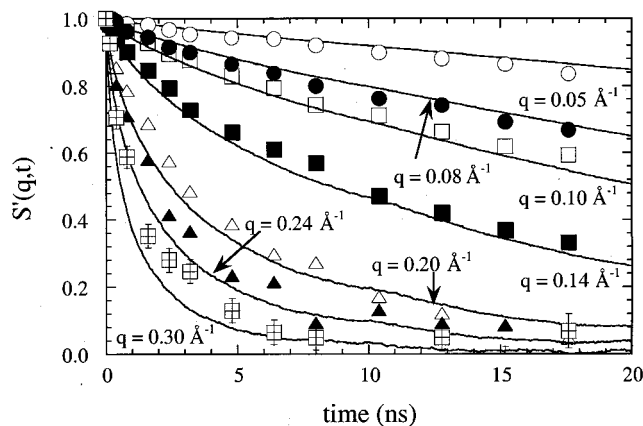 1.0
0.8
0.6
0.4
0.2
0.0
S'(q,t)
q = 0.05 Å⁻¹
q = 0.08 Å⁻¹
q = 0.10 Å⁻¹
q = 0.24 Å⁻¹
q = 0.20 Å⁻¹
q = 0.14 Å⁻¹
q = 0.30 Å⁻¹
0 5 10 15 20
time (ns)